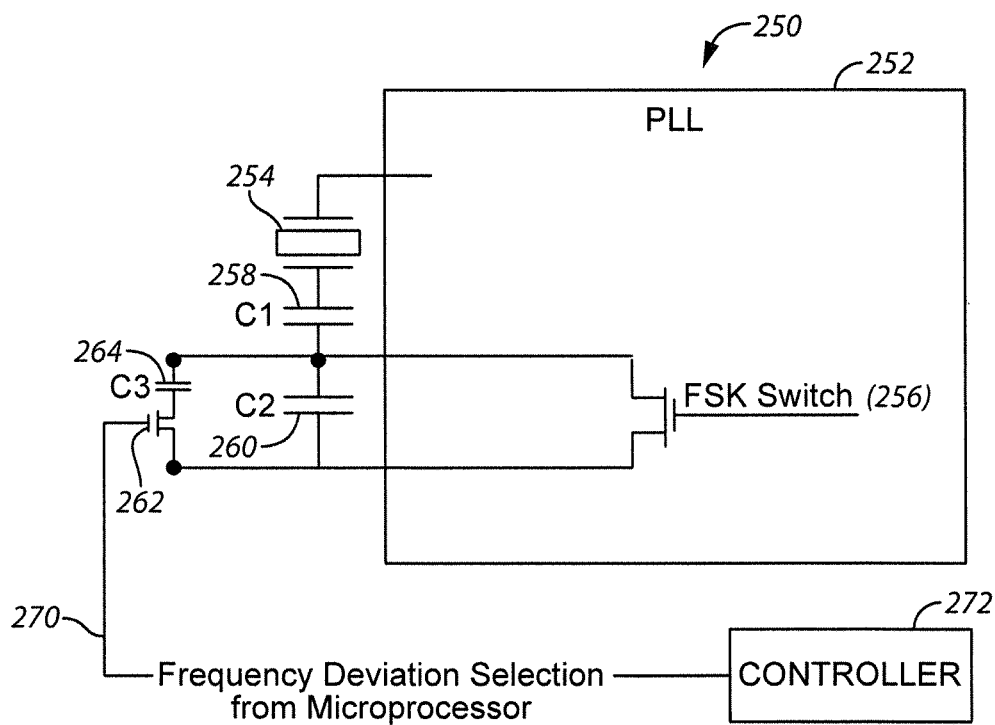 250
252
PLL
254
258
C1
264
C3
C2
260
262
FSK Switch (256)
270
272
Frequency Deviation Selection
from Microprocessor
CONTROLLER